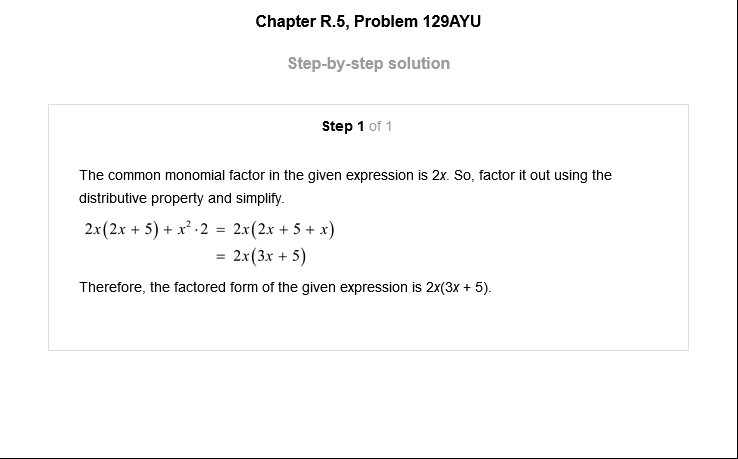 Chapter R.5, Problem 129AYU
Step-by-step solution
Step 1 of 1
The common monomial factor in the given expression is 2x. So, factor it out using the
distributive property and simplify.
2x(2x + 5) + x² · 2 = 2x(2x + 5 + x)
= 2x(3x + 5)
Therefore, the factored form of the given expression is 2x(3x + 5).